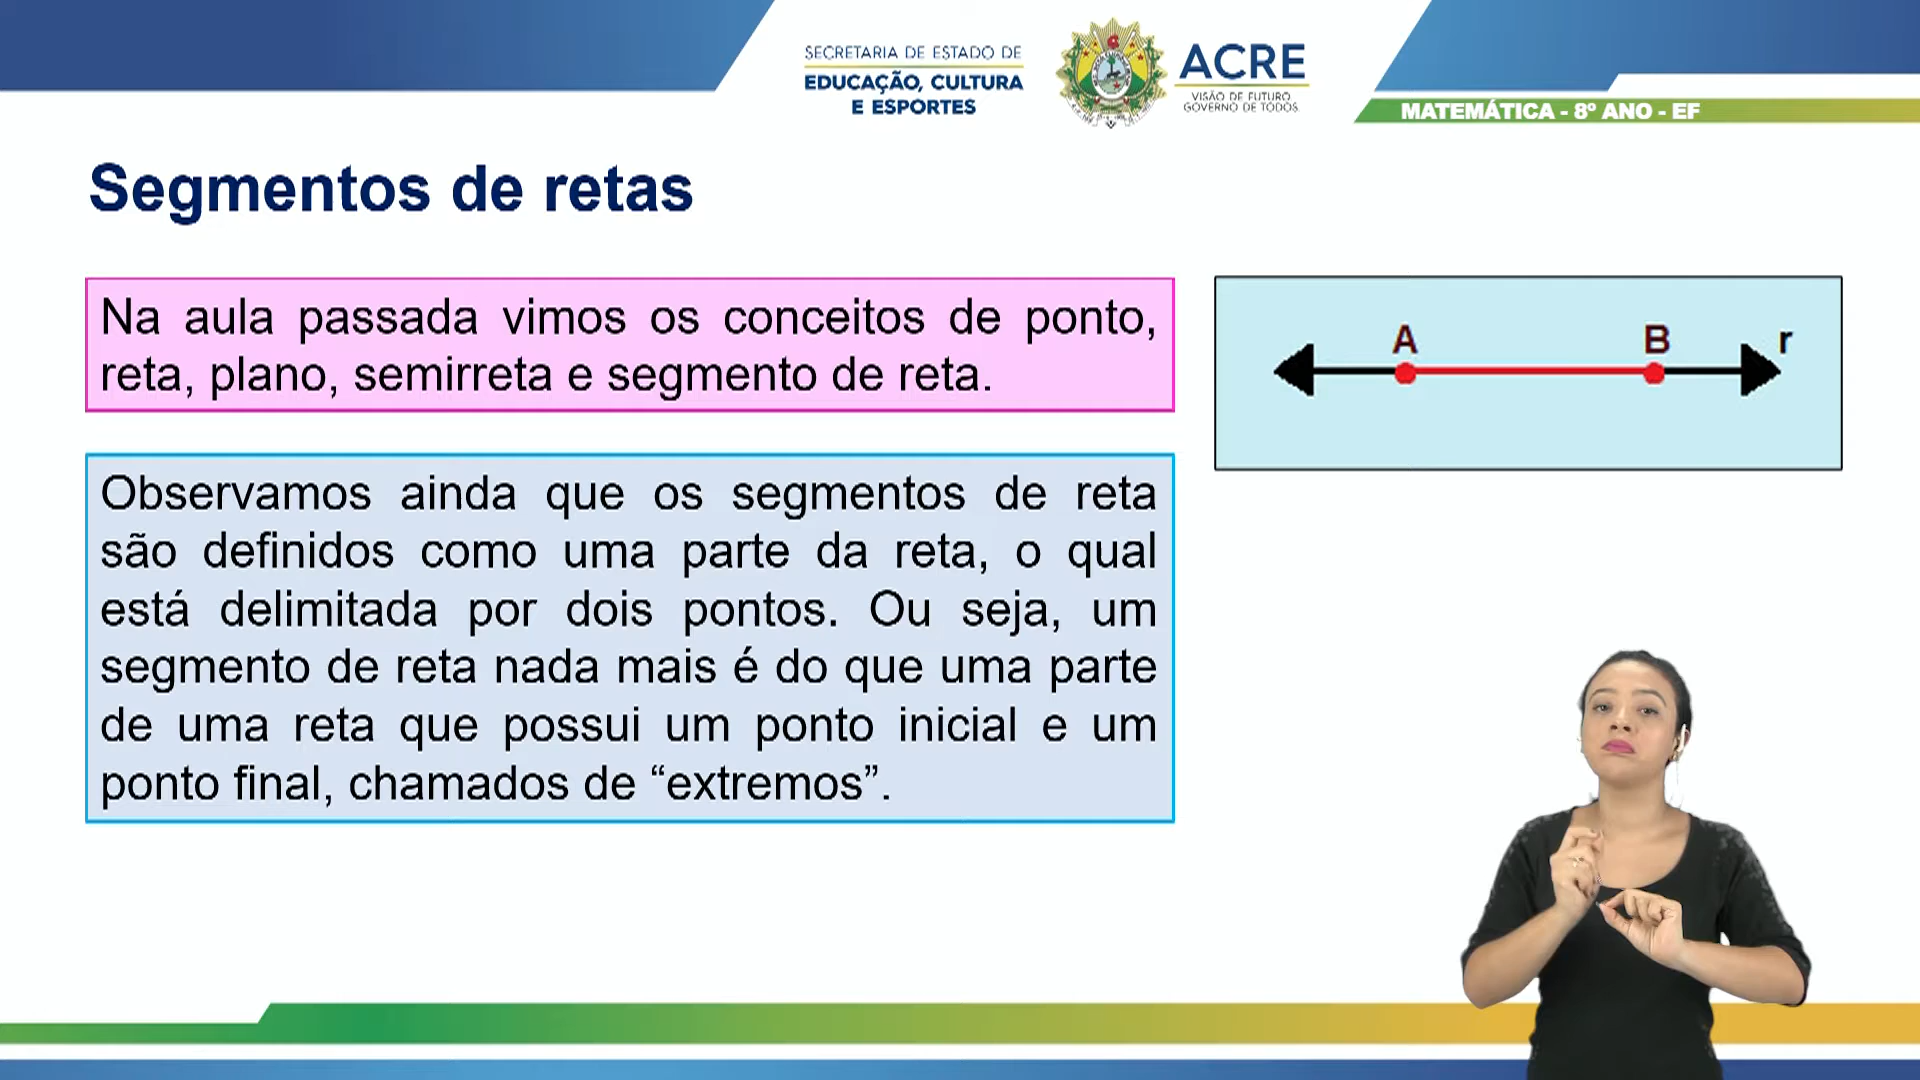 SECRETARIA DE ESTADO DE
EDUCAÇÃO, CULTURA
E ESPORTES
ACRE
VISÃO DE FUTURO
GOVERNO DE TODOS
MATEMÁTICA - 8º ANO - EF
Segmentos de retas
Na aula passada vimos os conceitos de ponto,
reta, plano, semirreta e segmento de reta.
A B r
Observamos ainda que os segmentos de reta
são definidos como uma parte da reta, o qual
está delimitada por dois pontos. Ou seja, um
segmento de reta nada mais é do que uma parte
de uma reta que possui um ponto inicial e um
ponto final, chamados de “extremos”.